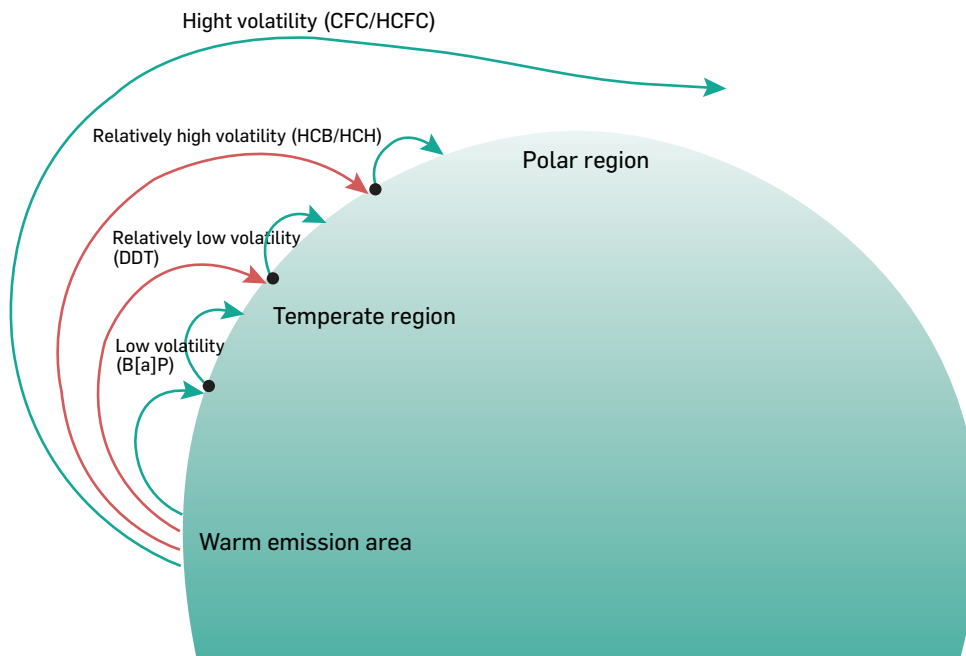 Hight volatility (CFC/HCFC)
Relatively high volatility (HCB/HCH)
Polar region
Relatively low volatility
(DDT)
Temperate region
Low volatility
(B[a]P)
Warm emission area